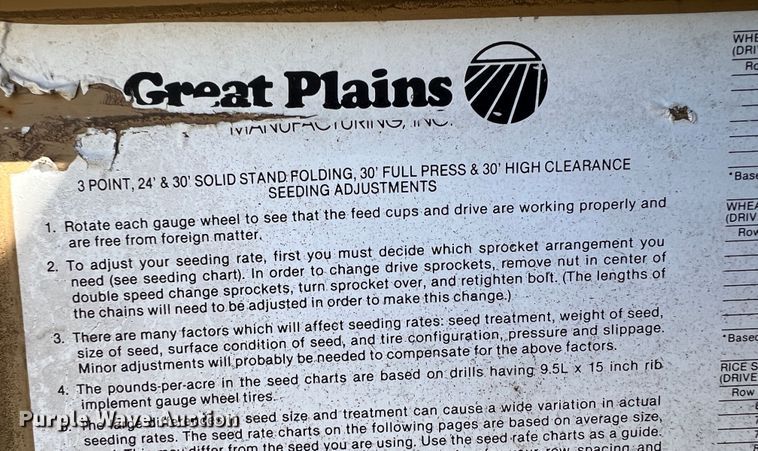 Great Plains
MANUFACTURING, INC.
3 POINT, 24' & 30' SOLID STAND FOLDING, 30' FULL PRESS & 30' HIGH CLEARANCE
SEEDING ADJUSTMENTS
1. Rotate each gauge wheel to see that the feed cups and drive are working properly and
are free from foreign matter.
2. To adjust your seeding rate, first you must decide which sprocket arrangement you
need (see seeding chart). In order to change drive sprockets, remove nut in center of
double speed change sprockets, turn sprocket over, and retighten bolt. (The lengths of
the chains will need to be adjusted in order to make this change.)
3. There are many factors which will affect seeding rates: seed treatment, weight of seed,
size of seed, surface condition of seed, and tire configuration, pressure and slippage.
Minor adjustments will probably be needed to compensate for the above factors.
4. The pounds-per-acre in the seed charts are based on drills having 9.5L x 15 inch rib
implement gauge wheel tires.
Purple Wave Auction
seed size and treatment can cause a wide variation in actual
seeding rates. The seed rate charts on the following pages are based on average size,
differ from the seed you are using. Use the seed rate charts as a guide.
row spacing and
WHE
(DRI
Ro
*Base
WHEA
(DRIV
Row
*Based
RICE S
(DRIVE
Row